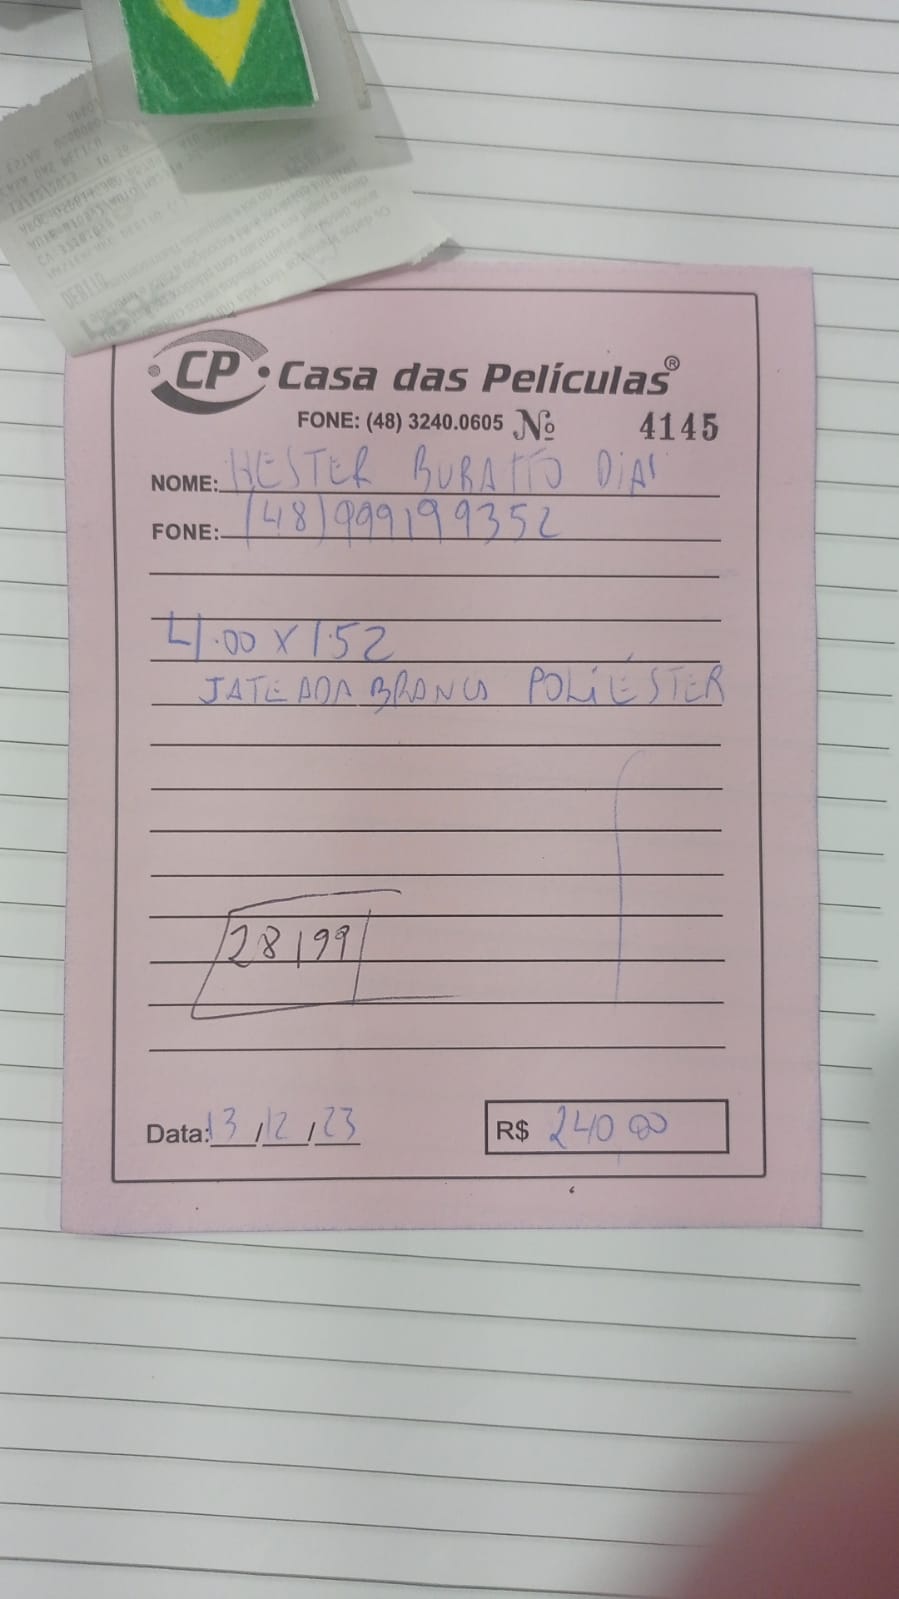 CP Casa das Películas®
FONE: (48) 3240.0605 Nº 4145
NOME: HESTER BURATTO DIAS
FONE: (48) 999199352
4.00 X 1.52
JATEADA BRANCO POLIÉSTER
28199
Data: 13/12/23 R$ 240 00